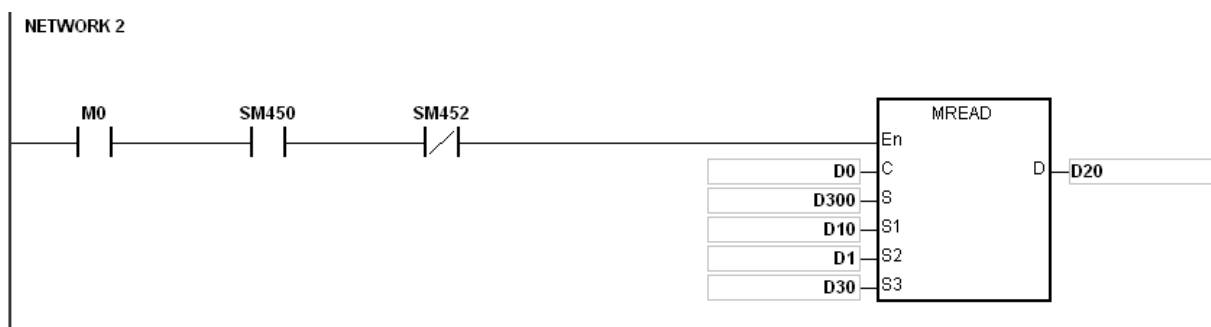 NETWORK 2
M0 SM450 SM452
MREAD
En
D0 C D D20
D300 S
D10 S1
D1 S2
D30 S3